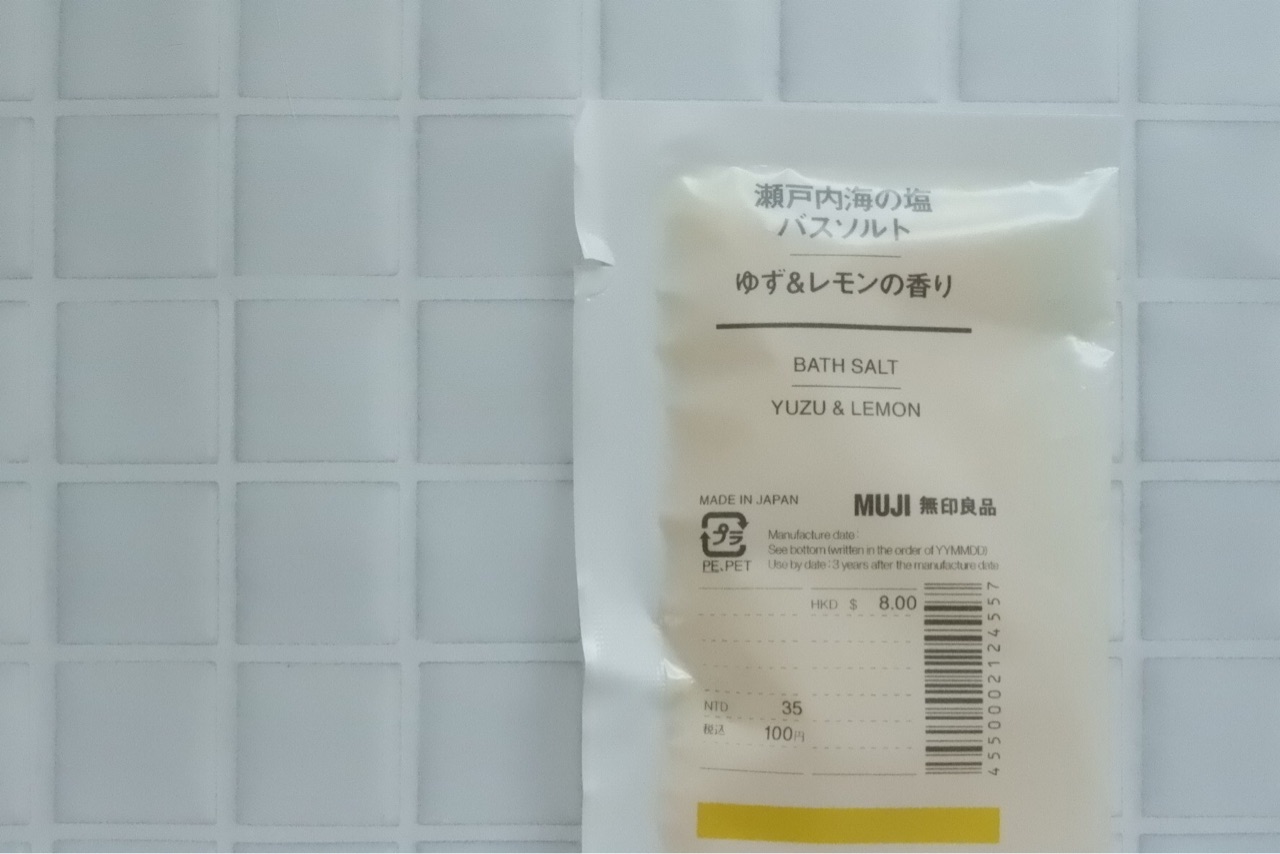 瀬戸内海の塩
バスソルト
ゆず&レモンの香り
BATH SALT
YUZU & LEMON
MADE IN JAPAN
MUJI 無印良品
プラ
PE.PET
Manufacture date:
See bottom (written in the order of YYMMDD)
Use by date:3 years after the manufacture date
HKD $ 8.00
NTD 35
税込 100円
4550002124557